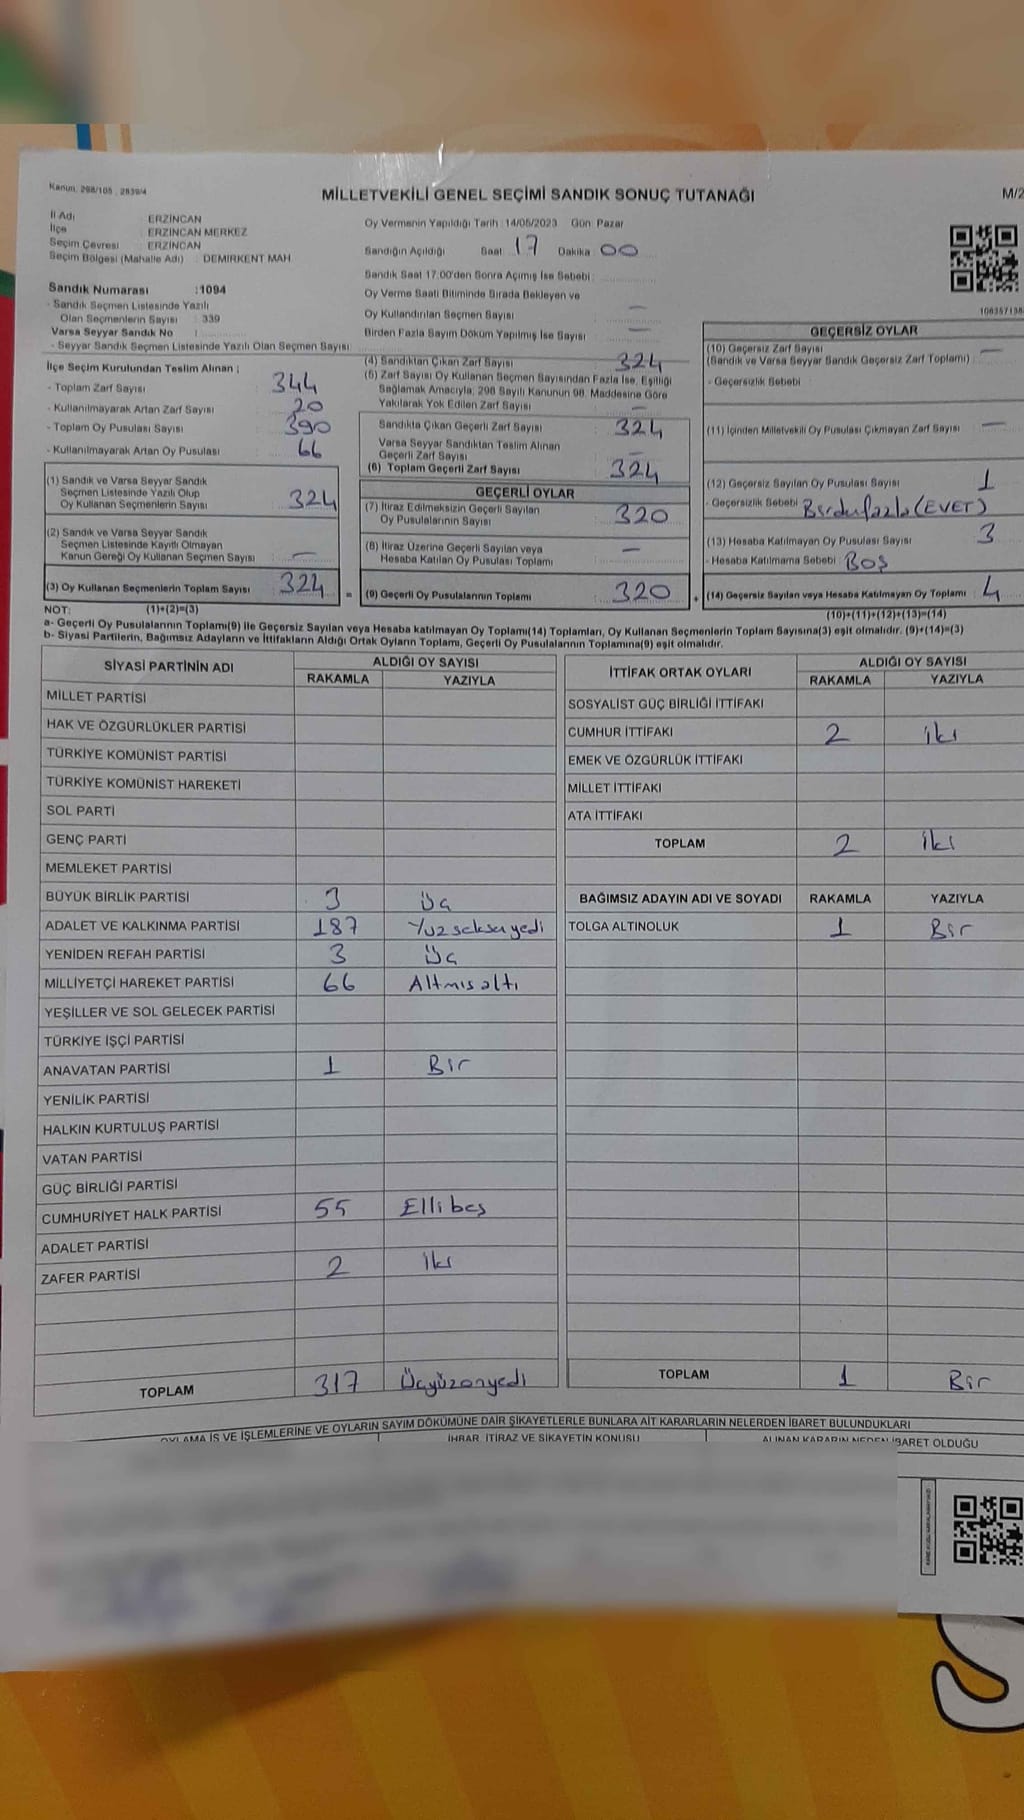 Kanun: 298/105 , 2839/4
MİLLETVEKİLİ GENEL SEÇİMİ SANDIK SONUÇ TUTANAĞI
M/2
İl Adı : ERZİNCAN
İlçe : ERZİNCAN MERKEZ
Seçim Çevresi : ERZİNCAN
Seçim Bölgesi (Mahalle Adı) : DEMIRKENT MAH.
Sandık Numarası :1094
- Sandık Seçmen Listesinde Yazılı
Olan Seçmenlerin Sayısı : 339
Varsa Seyyar Sandık No :
- Seyyar Sandık Seçmen Listesinde Yazılı Olan Seçmen Sayısı:
Oy Vermenin Yapıldığı Tarih : 14/05/2023 Gün: Pazar
Sandığın Açıldığı Saat: 17 Dakika: 00
Sandık Saat 17.00'den Sonra Açımış İse Sebebi :
Oy Verme Saati Bitiminde Sırada Bekleyen ve
Oy Kullandırılan Seçmen Sayısı : —
Birden Fazla Sayım Döküm Yapılmış İse Sayısı : —
İlçe Seçim Kurulundan Teslim Alınan ;
- Toplam Zarf Sayısı : 344
- Kullanılmayarak Artan Zarf Sayısı : 20
- Toplam Oy Pusulası Sayısı : 390
- Kullanılmayarak Artan Oy Pusulası : 66
(1) Sandık ve Varsa Seyyar Sandık
Seçmen Listesinde Yazılı Olup
Oy Kullanan Seçmenlerin Sayısı : 324
(2) Sandık ve Varsa Seyyar Sandık
Seçmen Listesinde Kayıtlı Olmayan
Kanun Gereği Oy Kullanan Seçmen Sayısı : —
(3) Oy Kullanan Seçmenlerin Toplam Sayısı : 324 =
(4) Sandıktan Çıkan Zarf Sayısı : 324
(5) Zarf Sayısı Oy Kullanan Seçmen Sayısından Fazla İse, Eşitliği
Sağlamak Amacıyla; 298 Sayılı Kanunun 98. Maddesine Göre
Yakılarak Yok Edilen Zarf Sayısı : —
Sandıkta Çıkan Geçerli Zarf Sayısı : 324
Varsa Seyyar Sandıktan Teslim Alınan
Geçerli Zarf Sayısı : —
(6) Toplam Geçerli Zarf Sayısı : 324
GEÇERLİ OYLAR
(7) İtiraz Edilmeksizin Geçerli Sayılan
Oy Pusulalarının Sayısı : 320
(8) İtiraz Üzerine Geçerli Sayılan veya
Hesaba Katılan Oy Pusulası Toplamı : —
(9) Geçerli Oy Pusulalarının Toplamı : 320 +
GEÇERSİZ OYLAR
(10) Geçersiz Zarf Sayısı
(Sandık ve Varsa Seyyar Sandık Geçersiz Zarf Toplamı) : —
- Geçersizlik Sebebi :
(11) İçinden Milletvekili Oy Pusulası Çıkmayan Zarf Sayısı : —
(12) Geçersiz Sayılan Oy Pusulası Sayısı : 1
- Geçersizlik Sebebi : Birdenfazla (EVET)
(13) Hesaba Katılmayan Oy Pusulası Sayısı : 3
- Hesaba Katılmama Sebebi : Boş
(14) Geçersiz Sayılan veya Hesaba Katılmayan Oy Toplamı : 4
NOT: (1)+(2)=(3)
(10)+(11)+(12)+(13)=(14)
a- Geçerli Oy Pusulalarının Toplamı(9) ile Geçersiz Sayılan veya Hesaba katılmayan Oy Toplamı(14) Toplamları, Oy Kullanan Seçmenlerin Toplam Sayısına(3) eşit olmalıdır. (9)+(14)=(3)
b- Siyasi Partilerin, Bağımsız Adayların ve İttifakların Aldığı Ortak Oyların Toplamı, Geçerli Oy Pusulalarının Toplamına(9) eşit olmalıdır.
SİYASİ PARTİNİN ADI ALDIĞI OY SAYISI
RAKAMLA YAZIYLA
MİLLET PARTİSİ
HAK VE ÖZGÜRLÜKLER PARTİSİ
TÜRKİYE KOMÜNİST PARTİSİ
TÜRKİYE KOMÜNİST HAREKETİ
SOL PARTİ
GENÇ PARTİ
MEMLEKET PARTİSİ
BÜYÜK BİRLİK PARTİSİ 3 Üç
ADALET VE KALKINMA PARTİSİ 187 Yüzseksenyedi
YENİDEN REFAH PARTİSİ 3 Üç
MİLLİYETÇİ HAREKET PARTİSİ 66 Altmışaltı
YEŞİLLER VE SOL GELECEK PARTİSİ
TÜRKİYE İŞÇİ PARTİSİ
ANAVATAN PARTİSİ 1 Bir
YENİLİK PARTİSİ
HALKIN KURTULUŞ PARTİSİ
VATAN PARTİSİ
GÜÇ BİRLİĞİ PARTİSİ
CUMHURİYET HALK PARTİSİ 55 Ellibeş
ADALET PARTİSİ
ZAFER PARTİSİ 2 İki
TOPLAM 317 Üçyüzonyedi
İTTİFAK ORTAK OYLARI ALDIĞI OY SAYISI
RAKAMLA YAZIYLA
SOSYALİST GÜÇ BİRLİĞİ İTTİFAKI
CUMHUR İTTİFAKI 2 İki
EMEK VE ÖZGÜRLÜK İTTİFAKI
MİLLET İTTİFAKI
ATA İTTİFAKI
TOPLAM 2 İki
BAĞIMSIZ ADAYIN ADI VE SOYADI RAKAMLA YAZIYLA
TOLGA ALTINOLUK 1 Bir
TOPLAM 1 Bir
OYLAMA İŞ VE İŞLEMLERİNE VE OYLARIN SAYIM DÖKÜMÜNE DAİR ŞİKAYETLERLE BUNLARA AİT KARARLARIN NELERDEN İBARET BULUNDUKLARI
İHBAR, İTİRAZ VE ŞİKAYETİN KONUSU
ALINAN KARARIN NEDEN İBARET OLDUĞU